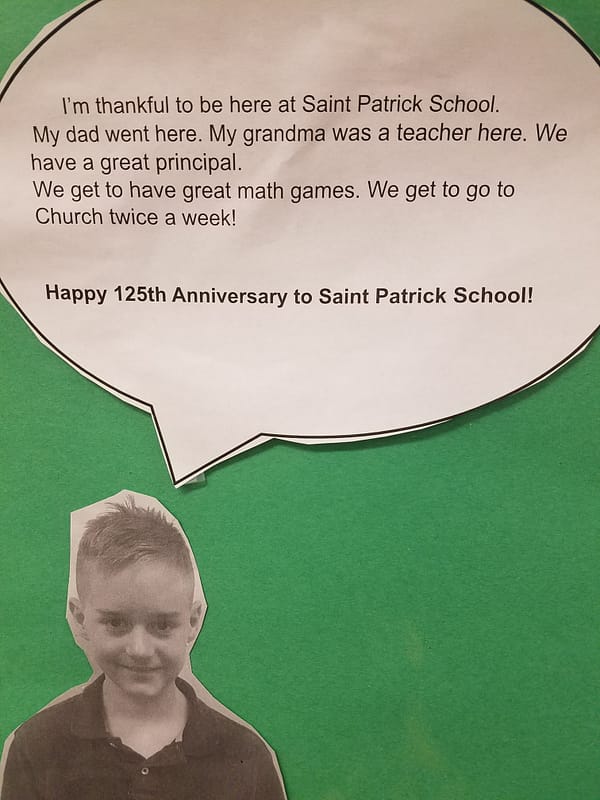 I'm thankful to be here at Saint Patrick School.
My dad went here. My grandma was a teacher here. We
have a great principal.
We get to have great math games. We get to go to
Church twice a week!
Happy 125th Anniversary to Saint Patrick School!